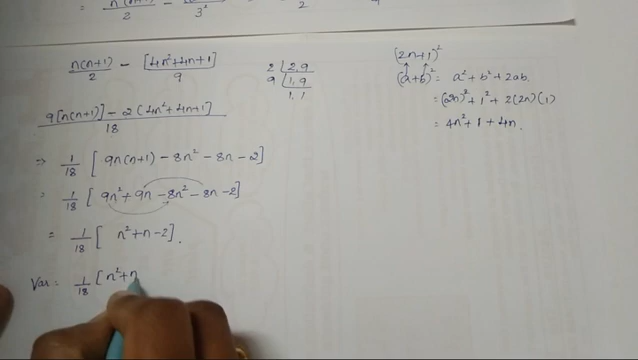 n(n+1)/2 - [4n²+4n+1]/9
2 | 2, 9
9 | 1, 9
1, 1
(2n+1)²
(a+b)² = a² + b² + 2ab.
= (2n)² + 1² + 2(2n)(1)
= 4n² + 1 + 4n.
9[n(n+1)] - 2(4n²+4n+1) / 18
⇒ 1/18 [9n(n+1) - 8n² - 8n - 2]
= 1/18 [9n² + 9n - 8n² - 8n - 2]
= 1/18 [n² + n - 2].
Var = 1/18 [n² + n